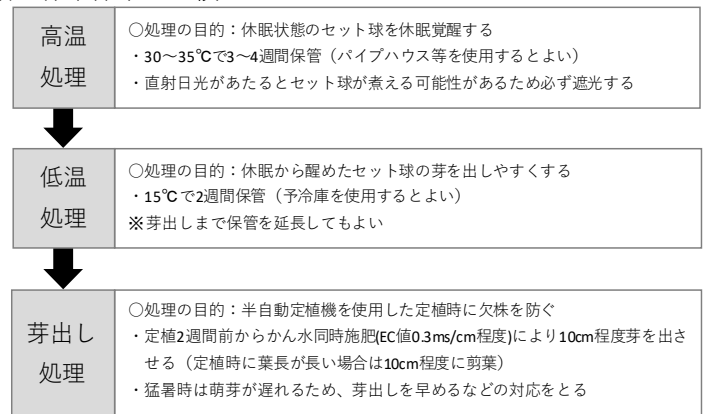 高温
処理
○処理の目的：休眠状態のセット球を休眠覚醒する
・30～35℃で3～4週間保管（パイプハウス等を使用するとよい）
・直射日光があたるとセット球が煮える可能性があるため必ず遮光する
低温
処理
○処理の目的：休眠から醒めたセット球の芽を出しやすくする
・15℃で2週間保管（予冷庫を使用するとよい）
※芽出しまで保管を延長してもよい
芽出し
処理
○処理の目的：半自動定植機を使用した定植時に欠株を防ぐ
・定植2週間前からかん水同時施肥(EC値0.3ms/cm程度)により10cm程度芽を出さ
せる（定植時に葉長が長い場合は10cm程度に剪葉）
・猛暑時は萌芽が遅れるため、芽出しを早めるなどの対応をとる